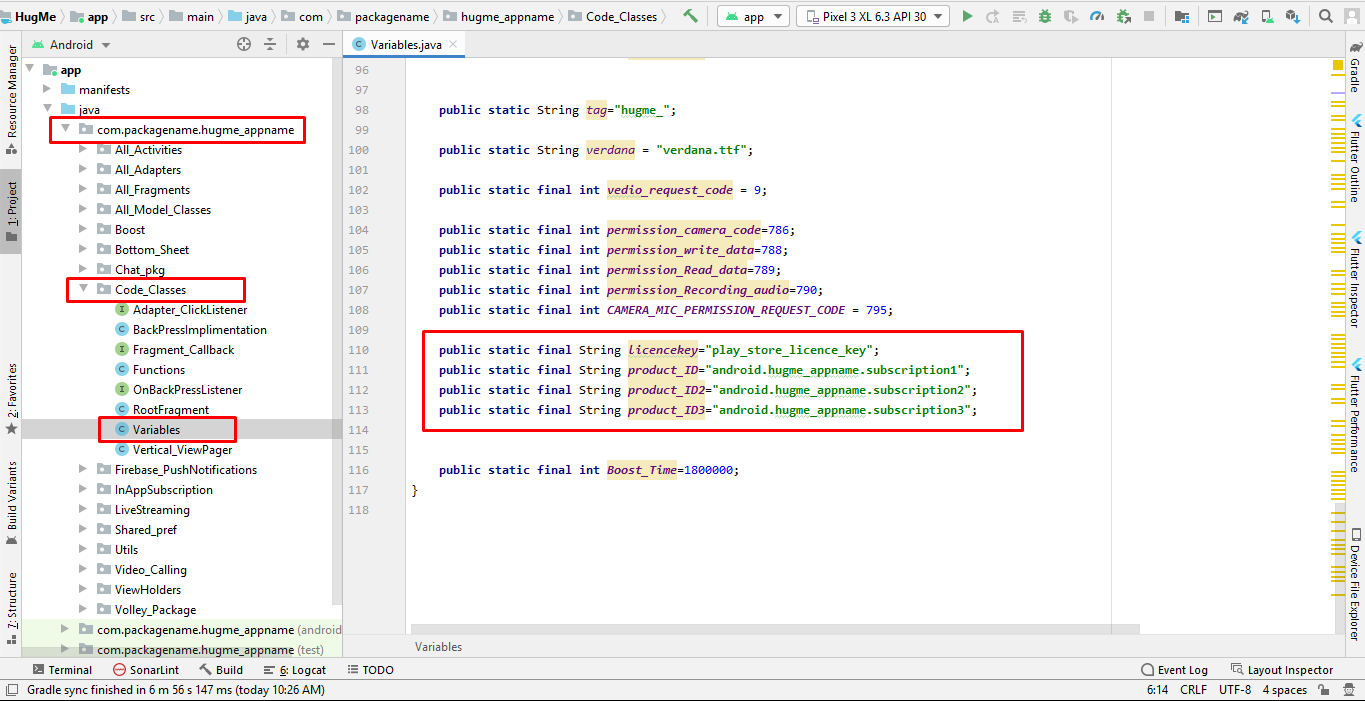 HugMe app src main java com packagename hugme_appname Code_Classes app Pixel 3 XL 6.3 API 30
Android
Variables.java
Resource Manager
1: Project
2: Favorites
Build Variants
7: Structure
app
manifests
java
com.packagename.hugme_appname
All_Activities
All_Adapters
All_Fragments
All_Model_Classes
Boost
Bottom_Sheet
Chat_pkg
Code_Classes
Adapter_ClickListener
BackPressImplimentation
Fragment_Callback
Functions
OnBackPressListener
RootFragment
Variables
Vertical_ViewPager
Firebase_PushNotifications
InAppSubscription
LiveStreaming
Shared_pref
Utils
Video_Calling
ViewHolders
Volley_Package
com.packagename.hugme_appname (android
com.packagename.hugme_appname (test)
96
97
98 public static String tag="hugme_";
99
100 public static String verdana = "verdana.ttf";
101
102 public static final int vedio_request_code = 9;
103
104 public static final int permission_camera_code=786;
105 public static final int permission_write_data=788;
106 public static final int permission_Read_data=789;
107 public static final int permission_Recording_audio=790;
108 public static final int CAMERA_MIC_PERMISSION_REQUEST_CODE = 795;
109
110 public static final String licencekey="play_store_licence_key";
111 public static final String product_ID="android.hugme_appname.subscription1";
112 public static final String product_ID2="android.hugme_appname.subscription2";
113 public static final String product_ID3="android.hugme_appname.subscription3";
114
115
116 public static final int Boost_Time=1800000;
117 }
118
Variables
Gradle
Flutter Outline
Flutter Inspector
Flutter Performance
Device File Explorer
Terminal SonarLint Build 6: Logcat TODO Event Log Layout Inspector
Gradle sync finished in 6 m 56 s 147 ms (today 10:26 AM) 6:14 CRLF UTF-8 4 spaces